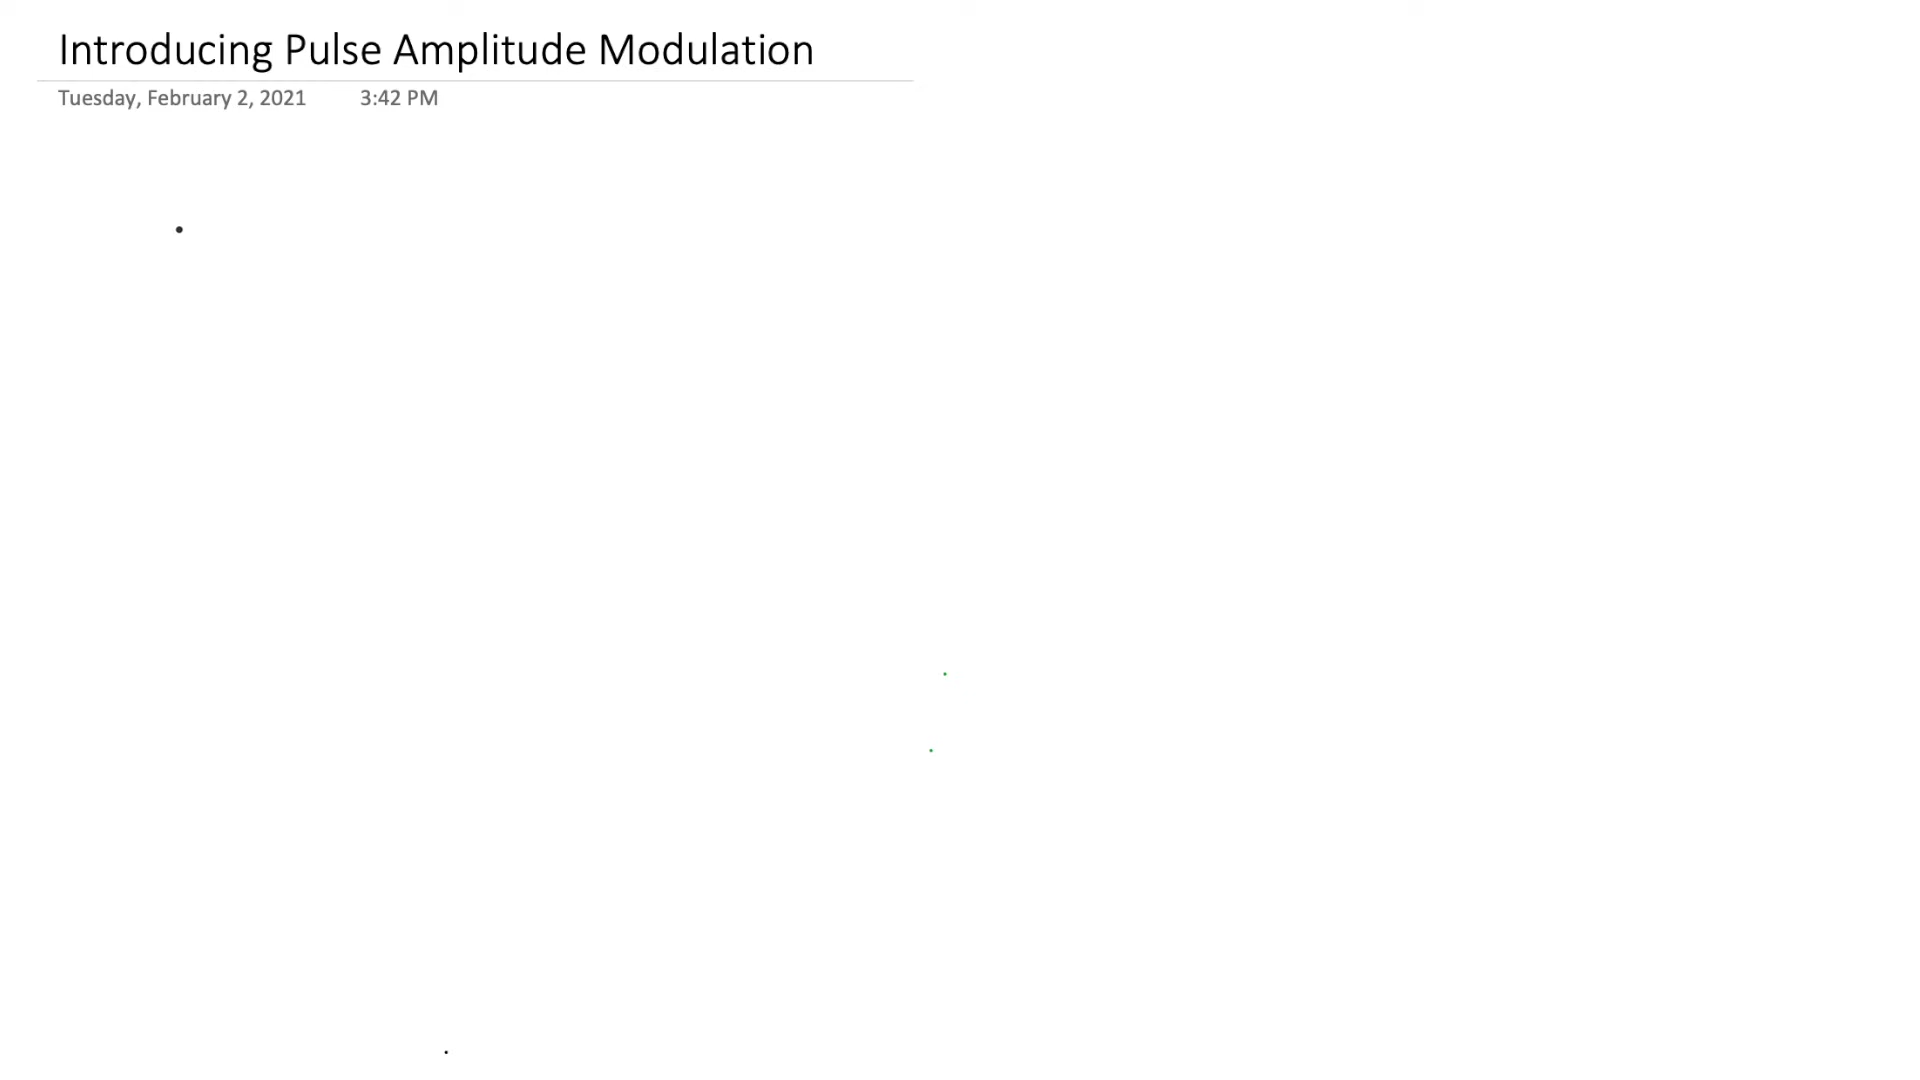 Introducing Pulse Amplitude Modulation
Tuesday, February 2, 2021 3:42 PM